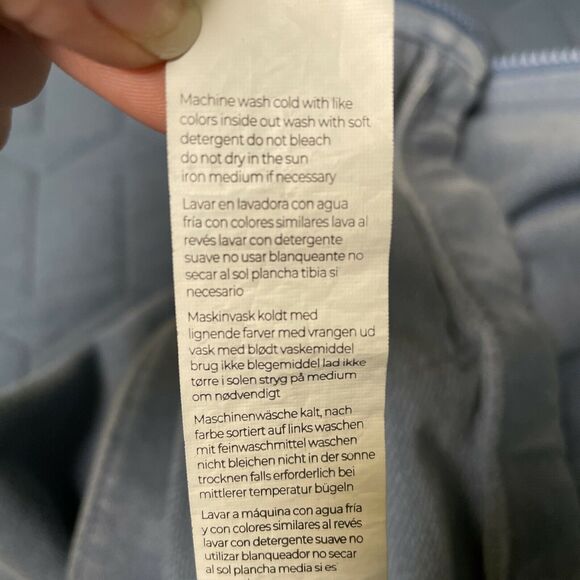 Machine wash cold with like
colors inside out wash with soft
detergent do not bleach
do not dry in the sun
iron medium if necessary
Lavar en lavadora con agua
fría con colores similares lava al
revés lavar con detergente
suave no usar blanqueante no
secar al sol plancha tibia si
necesario
Maskinvask koldt med
lignende farver med vrangen ud
vask med blødt vaskemiddel
brug ikke blegemiddel lad ikke
tørre i solen stryg på medium
om nødvendigt
Maschinenwäsche kalt, nach
farbe sortiert auf links waschen
mit feinwaschmittel waschen
nicht bleichen nicht in der sonne
trocknen falls erforderlich bei
mittlerer temperatur bügeln
Lavar a máquina con agua fría
y con colores similares al revés
lavar con detergente suave no
utilizar blanqueador no secar
al sol plancha media si es